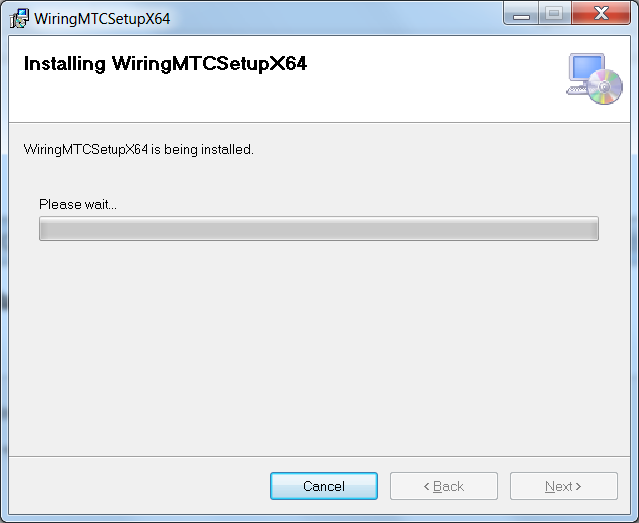 WiringMTCSetupX64
Installing WiringMTCSetupX64
WiringMTCSetupX64 is being installed.
Please wait...
Cancel
< Back
Next >